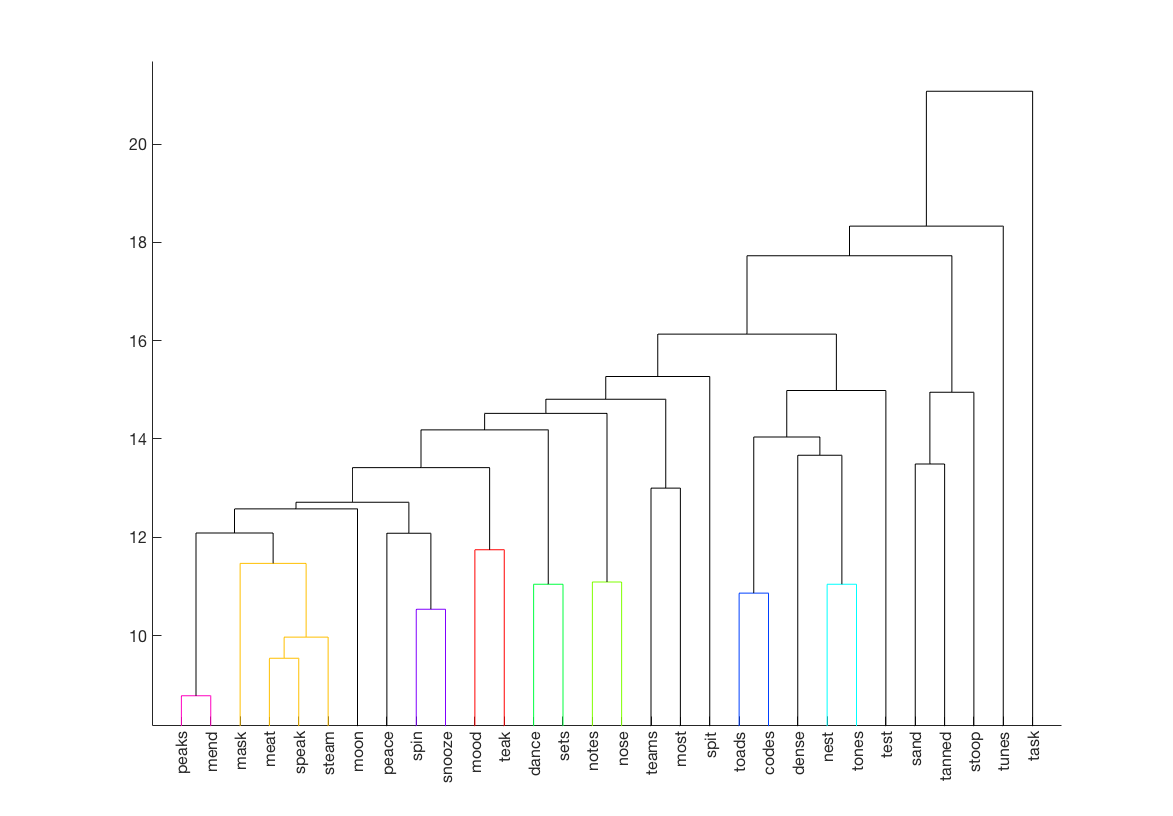 20
18
16
14
12
10
peaks
mend
mask
meat
speak
steam
moon
peace
spin
snooze
mood
teak
dance
sets
notes
nose
teams
most
spit
toads
codes
dense
nest
tones
test
sand
tanned
stoop
tunes
task